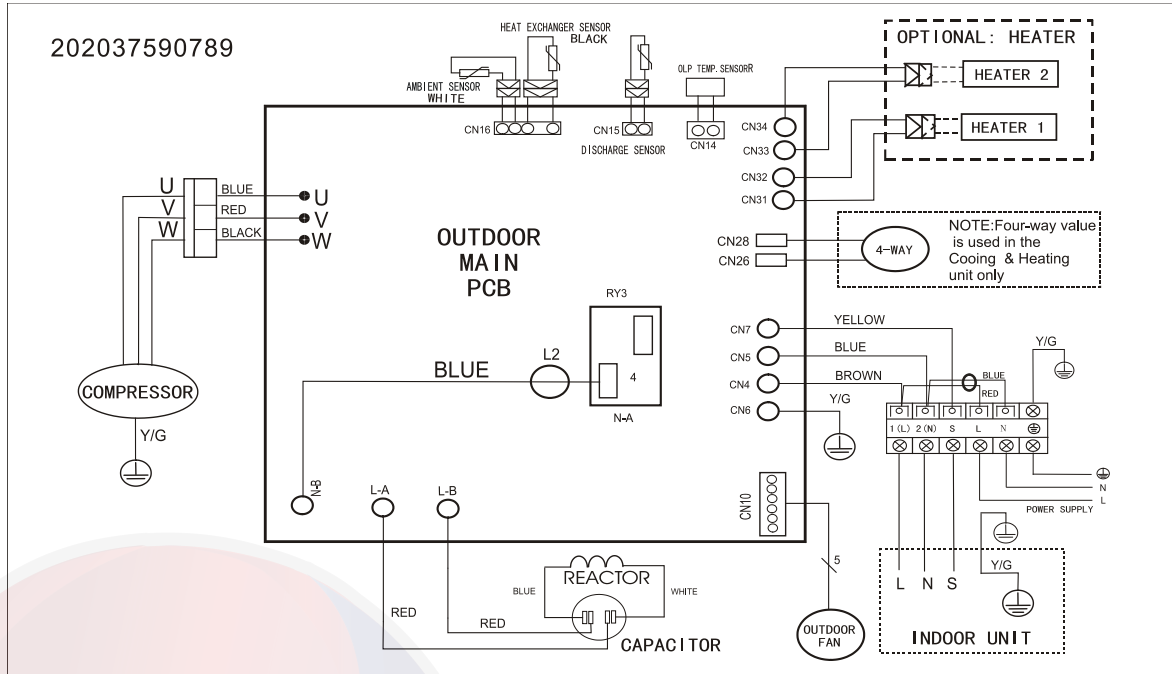 202037590789
HEAT EXCHANGER SENSOR
BLACK
AMBIENT SENSOR
WHITE
OLP TEMP.SENSORR
CN16
CN15
CN14
DISCHARGE SENSOR
OPTIONAL: HEATER
HEATER 2
HEATER 1
CN34
CN33
CN32
CN31
U
V
W
BLUE
RED
BLACK
U
V
W
OUTDOOR
MAIN
PCB
CN28
CN26
4-WAY
NOTE:Four-way value
is used in the
Cooing & Heating
unit only
RY3
4
N-A
L2
BLUE
CN7
CN5
CN4
CN6
YELLOW
BLUE
BROWN
Y/G
BLUE
RED
Y/G
1(L)
2(N)
S
L
N
COMPRESSOR
Y/G
N-B
L-A
L-B
CN10
N
L
POWER SUPPLY
5
REACTOR
BLUE
WHITE
RED
RED
CAPACITOR
OUTDOOR
FAN
L N S
Y/G
INDOOR UNIT